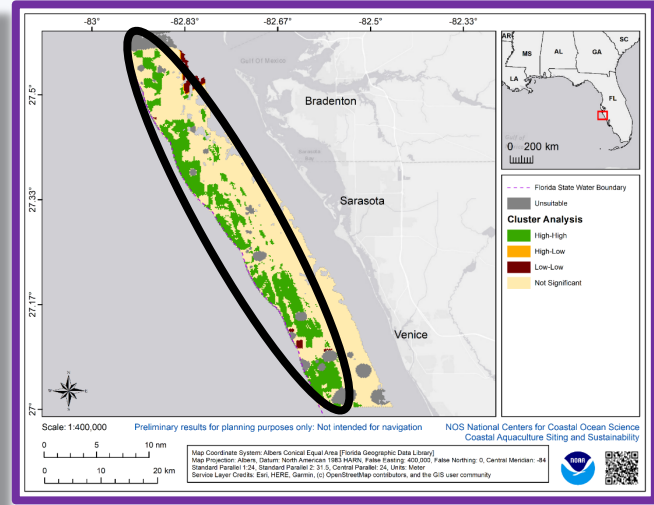 -83° -82.83° -82.67° -82.5° -82.33°
27.5°
27.33°
27.17°
27°
Gulf Of Mexico
Bradenton
Sarasota
Venice
AR
MS
AL
GA
SC
LA
FL
0 200 km
Florida State Water Boundary
Unsuitable
Cluster Analysis
High-High
High-Low
Low-Low
Not Significant
Scale: 1:400,000
Preliminary results for planning purposes only: Not intended for navigation
NOS National Centers for Coastal Ocean Science
Coastal Aquaculture Siting and Sustainability
0 5 10 nm
0 10 20 km
Map Coordinate System: Albers Conical Equal Area [Florida Geographic Data Library]
Map Projection: Albers, Datum: North American 1983 HARN, False Easting: 400,000, False Northing: 0, Central Meridian: -84
Standard Parallel 1:24, Standard Parallel 2: 31.5, Central Parallel: 24, Units: Meter
Service Layer Credits: Esri, HERE, Garmin, (c) OpenStreetMap contributors, and the GIS user community
NOAA